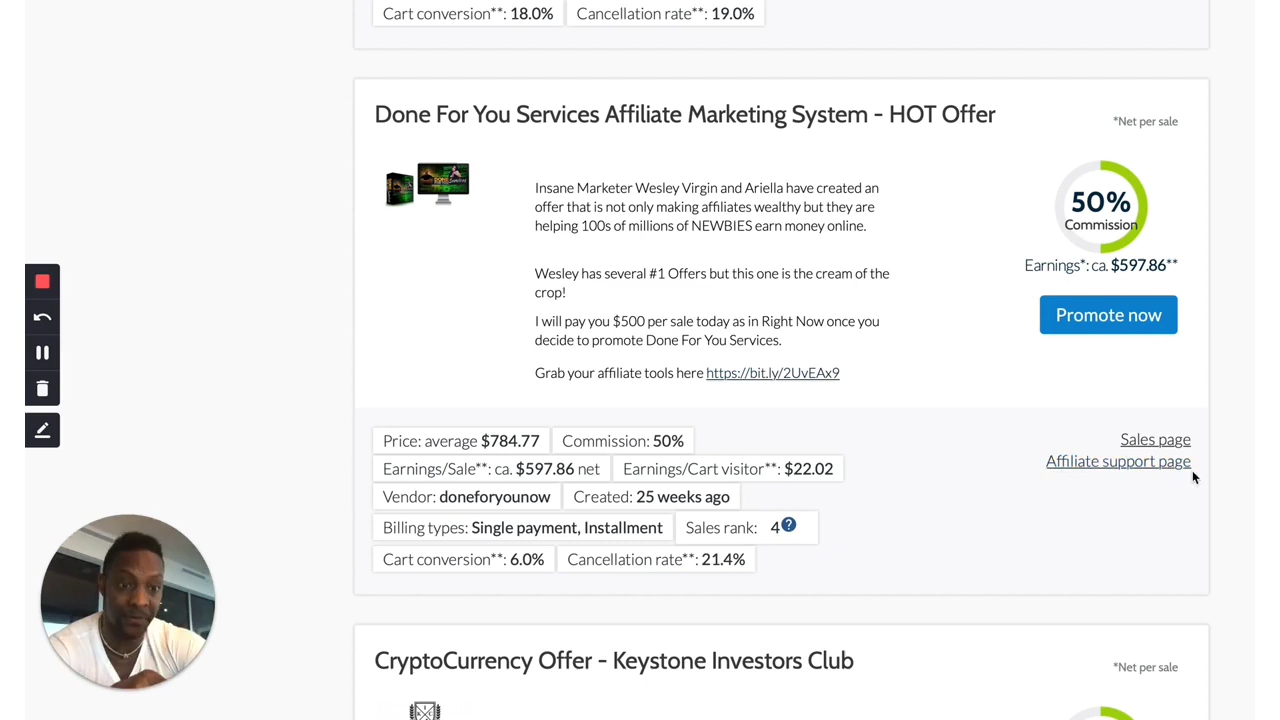 Cart conversion**: 18.0% Cancellation rate**: 19.0%
Done For You Services Affiliate Marketing System - HOT Offer
*Net per sale
Insane Marketer Wesley Virgin and Ariella have created an
offer that is not only making affiliates wealthy but they are
helping 100s of millions of NEWBIES earn money online.
Wesley has several #1 Offers but this one is the cream of the
crop!
I will pay you $500 per sale today as in Right Now once you
decide to promote Done For You Services.
Grab your affiliate tools here https://bit.ly/2UvEAx9
50%
Commission
Earnings*: ca. $597.86**
Promote now
Price: average $784.77 Commission: 50%
Earnings/Sale**: ca. $597.86 net Earnings/Cart visitor**: $22.02
Vendor: doneforyounow Created: 25 weeks ago
Billing types: Single payment, Installment Sales rank: 4 ?
Cart conversion**: 6.0% Cancellation rate**: 21.4%
Sales page
Affiliate support page
CryptoCurrency Offer - Keystone Investors Club
*Net per sale